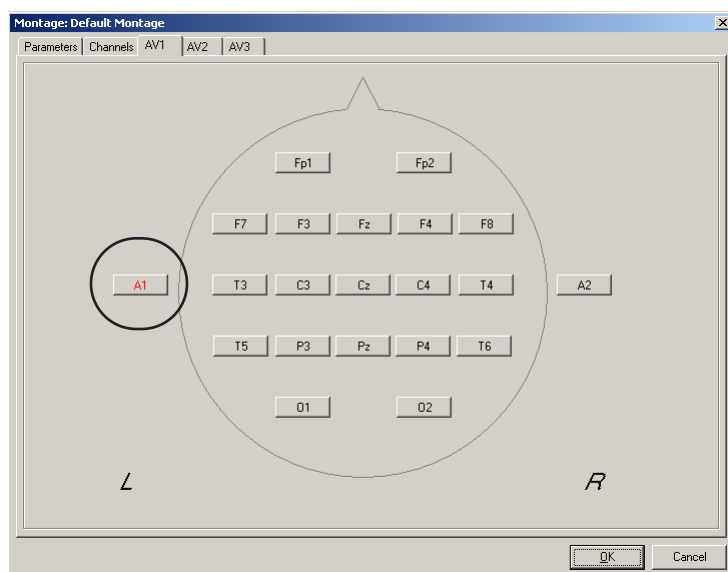 Montage: Default Montage
Parameters Channels AV1 AV2 AV3
Fp1 Fp2
F7 F3 Fz F4 F8
A1 T3 C3 Cz C4 T4 A2
T5 P3 Pz P4 T6
O1 O2
L R
OK Cancel